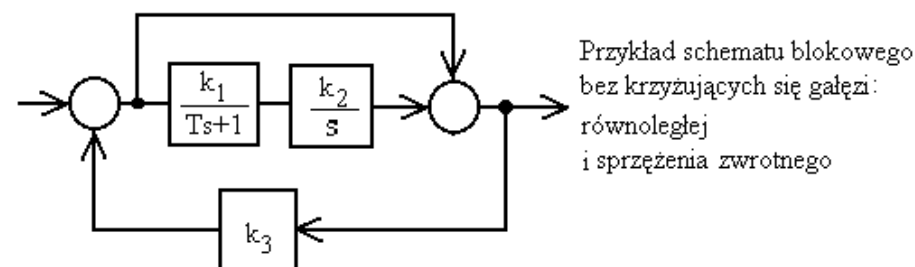 k1
Ts+1
k2
s
k3
Przykład schematu blokowego
bez krzyżujących się gałęzi:
równoległej
i sprzężenia zwrotnego